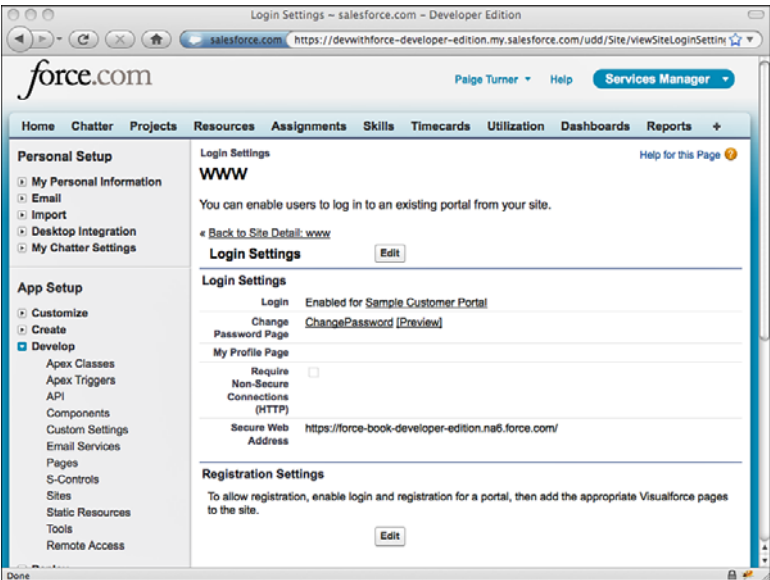 Login Settings ~ salesforce.com - Developer Edition
salesforce.com https://devwithforce-developer-edition.my.salesforce.com/udd/Site/viewSiteLoginSetting
force.com
Paige Turner Help Services Manager
Home Chatter Projects Resources Assignments Skills Timecards Utilization Dashboards Reports +
Personal Setup
My Personal Information
Email
Import
Desktop Integration
My Chatter Settings
App Setup
Customize
Create
Develop
Apex Classes
Apex Triggers
API
Components
Custom Settings
Email Services
Pages
S-Controls
Sites
Static Resources
Tools
Remote Access
Login Settings
Help for this Page ?
www
You can enable users to log in to an existing portal from your site.
« Back to Site Detail: www
Login Settings Edit
Login Settings
Login Enabled for Sample Customer Portal
Change ChangePassword [Preview]
Password Page
My Profile Page
Require
Non-Secure
Connections
(HTTP)
Secure Web https://force-book-developer-edition.na6.force.com/
Address
Registration Settings
To allow registration, enable login and registration for a portal, then add the appropriate Visualforce pages
to the site.
Edit
Done